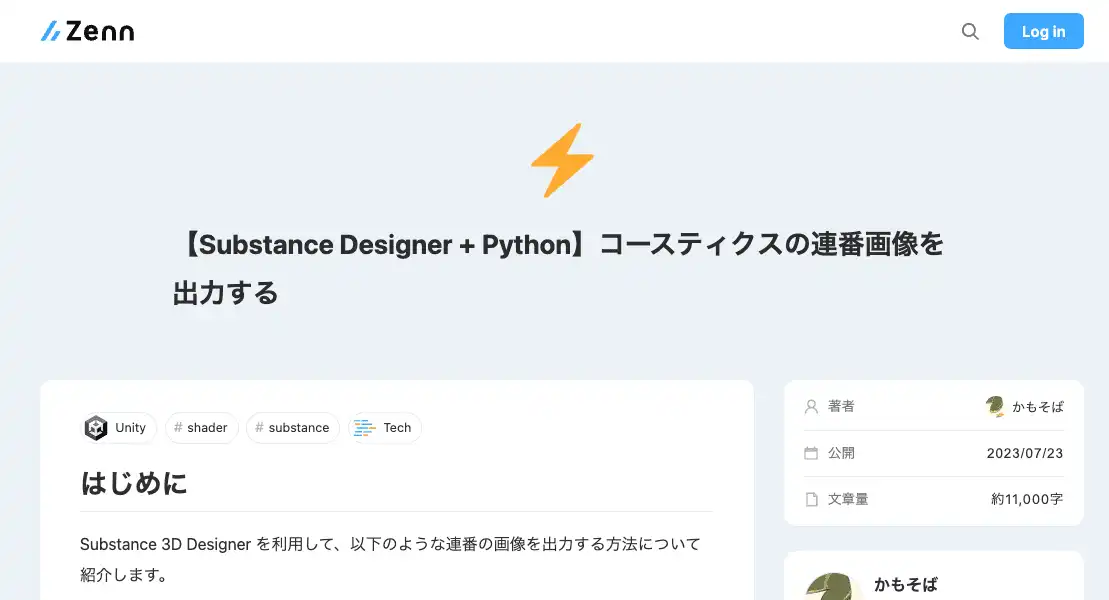 Zenn
Log in
【Substance Designer + Python】コースティクスの連番画像を
出力する
Unity
# shader
# substance
Tech
はじめに
Substance 3D Designer を利用して、以下のような連番の画像を出力する方法について
紹介します。
著者 かもそば
公開 2023/07/23
文章量 約11,000字
かもそば